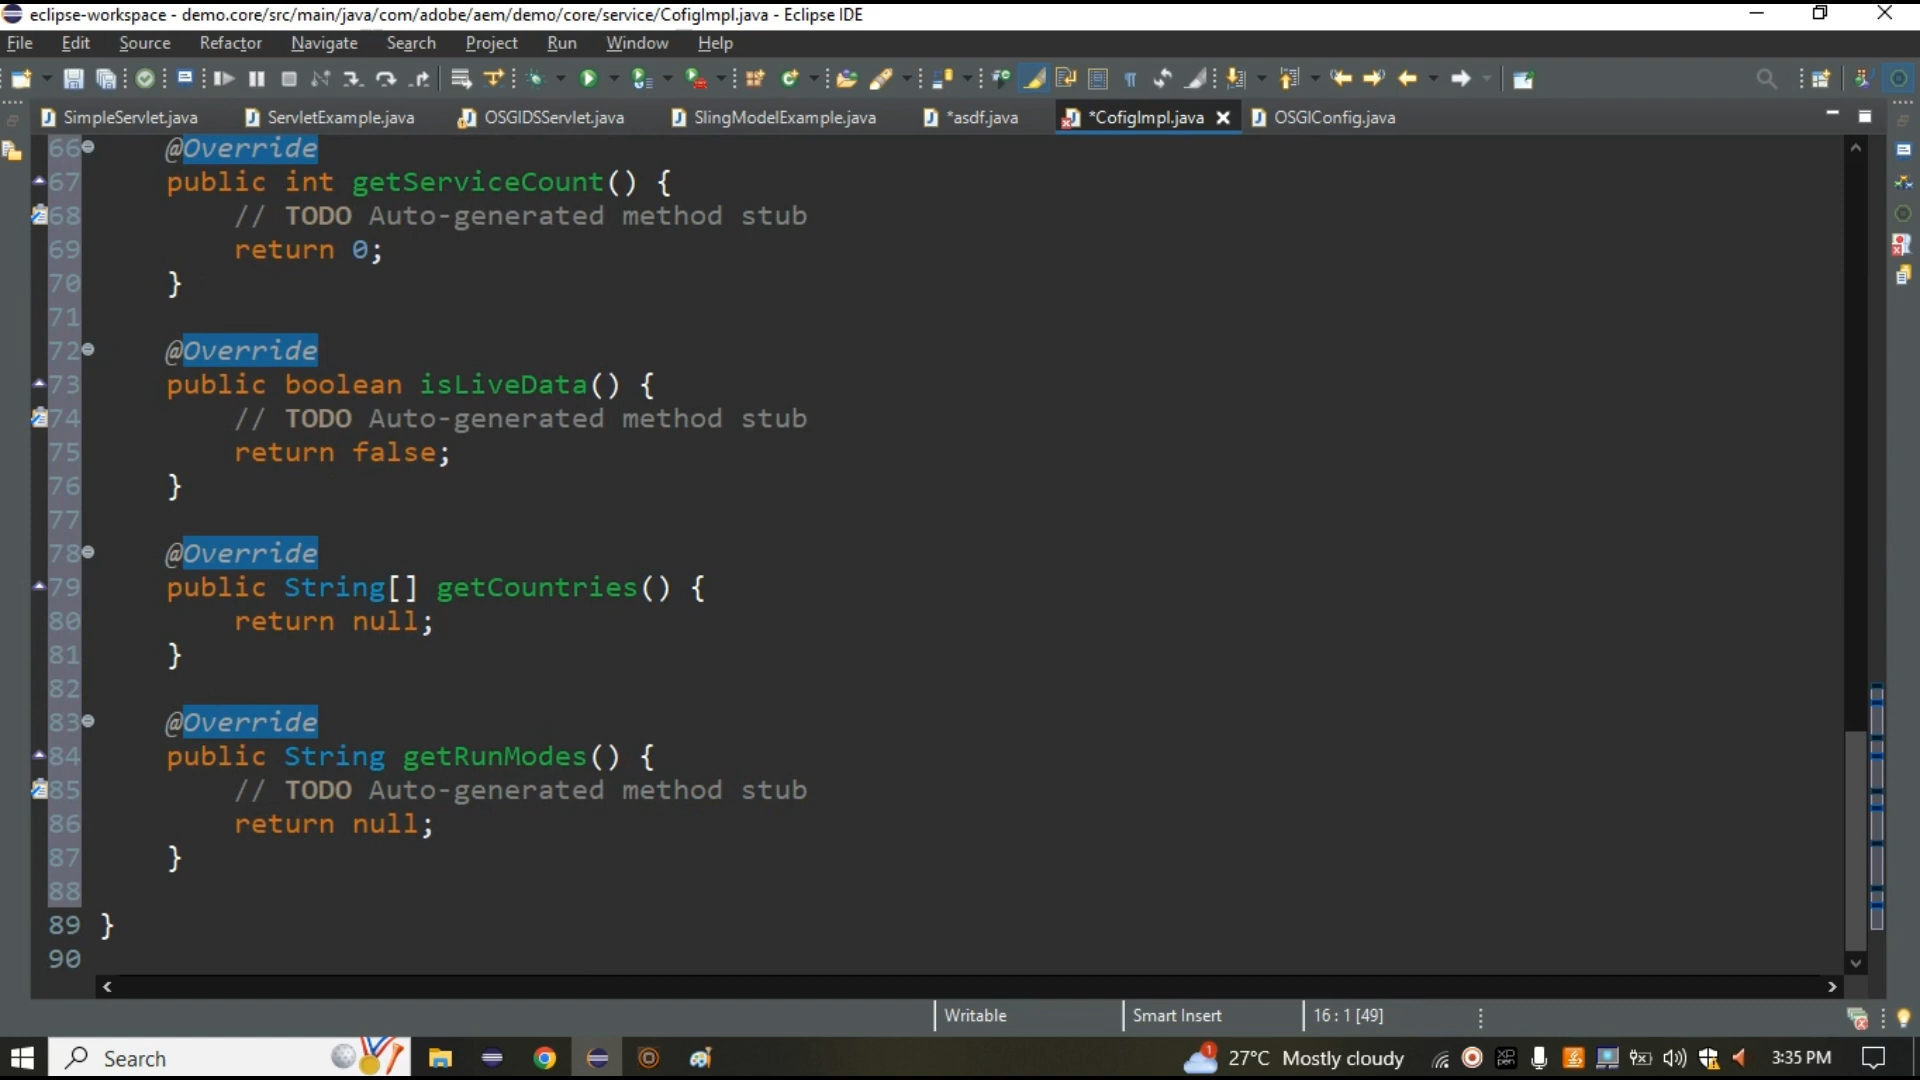 eclipse-workspace - demo.core/src/main/java/com/adobe/aem/demo/core/service/CofigImpl.java - Eclipse IDE
File Edit Source Refactor Navigate Search Project Run Window Help
SimpleServlet.java ServletExample.java OSGIDSServlet.java SlingModelExample.java *asdf.java *CofigImpl.java OSGIConfig.java
66 @Override
67 public int getServiceCount() {
68 // TODO Auto-generated method stub
69 return 0;
70 }
71
72 @Override
73 public boolean isLiveData() {
74 // TODO Auto-generated method stub
75 return false;
76 }
77
78 @Override
79 public String[] getCountries() {
80 return null;
81 }
82
83 @Override
84 public String getRunModes() {
85 // TODO Auto-generated method stub
86 return null;
87 }
88
89 }
90
Writable Smart Insert 16 : 1 [49]
Search 1 27°C Mostly cloudy 3:35 PM